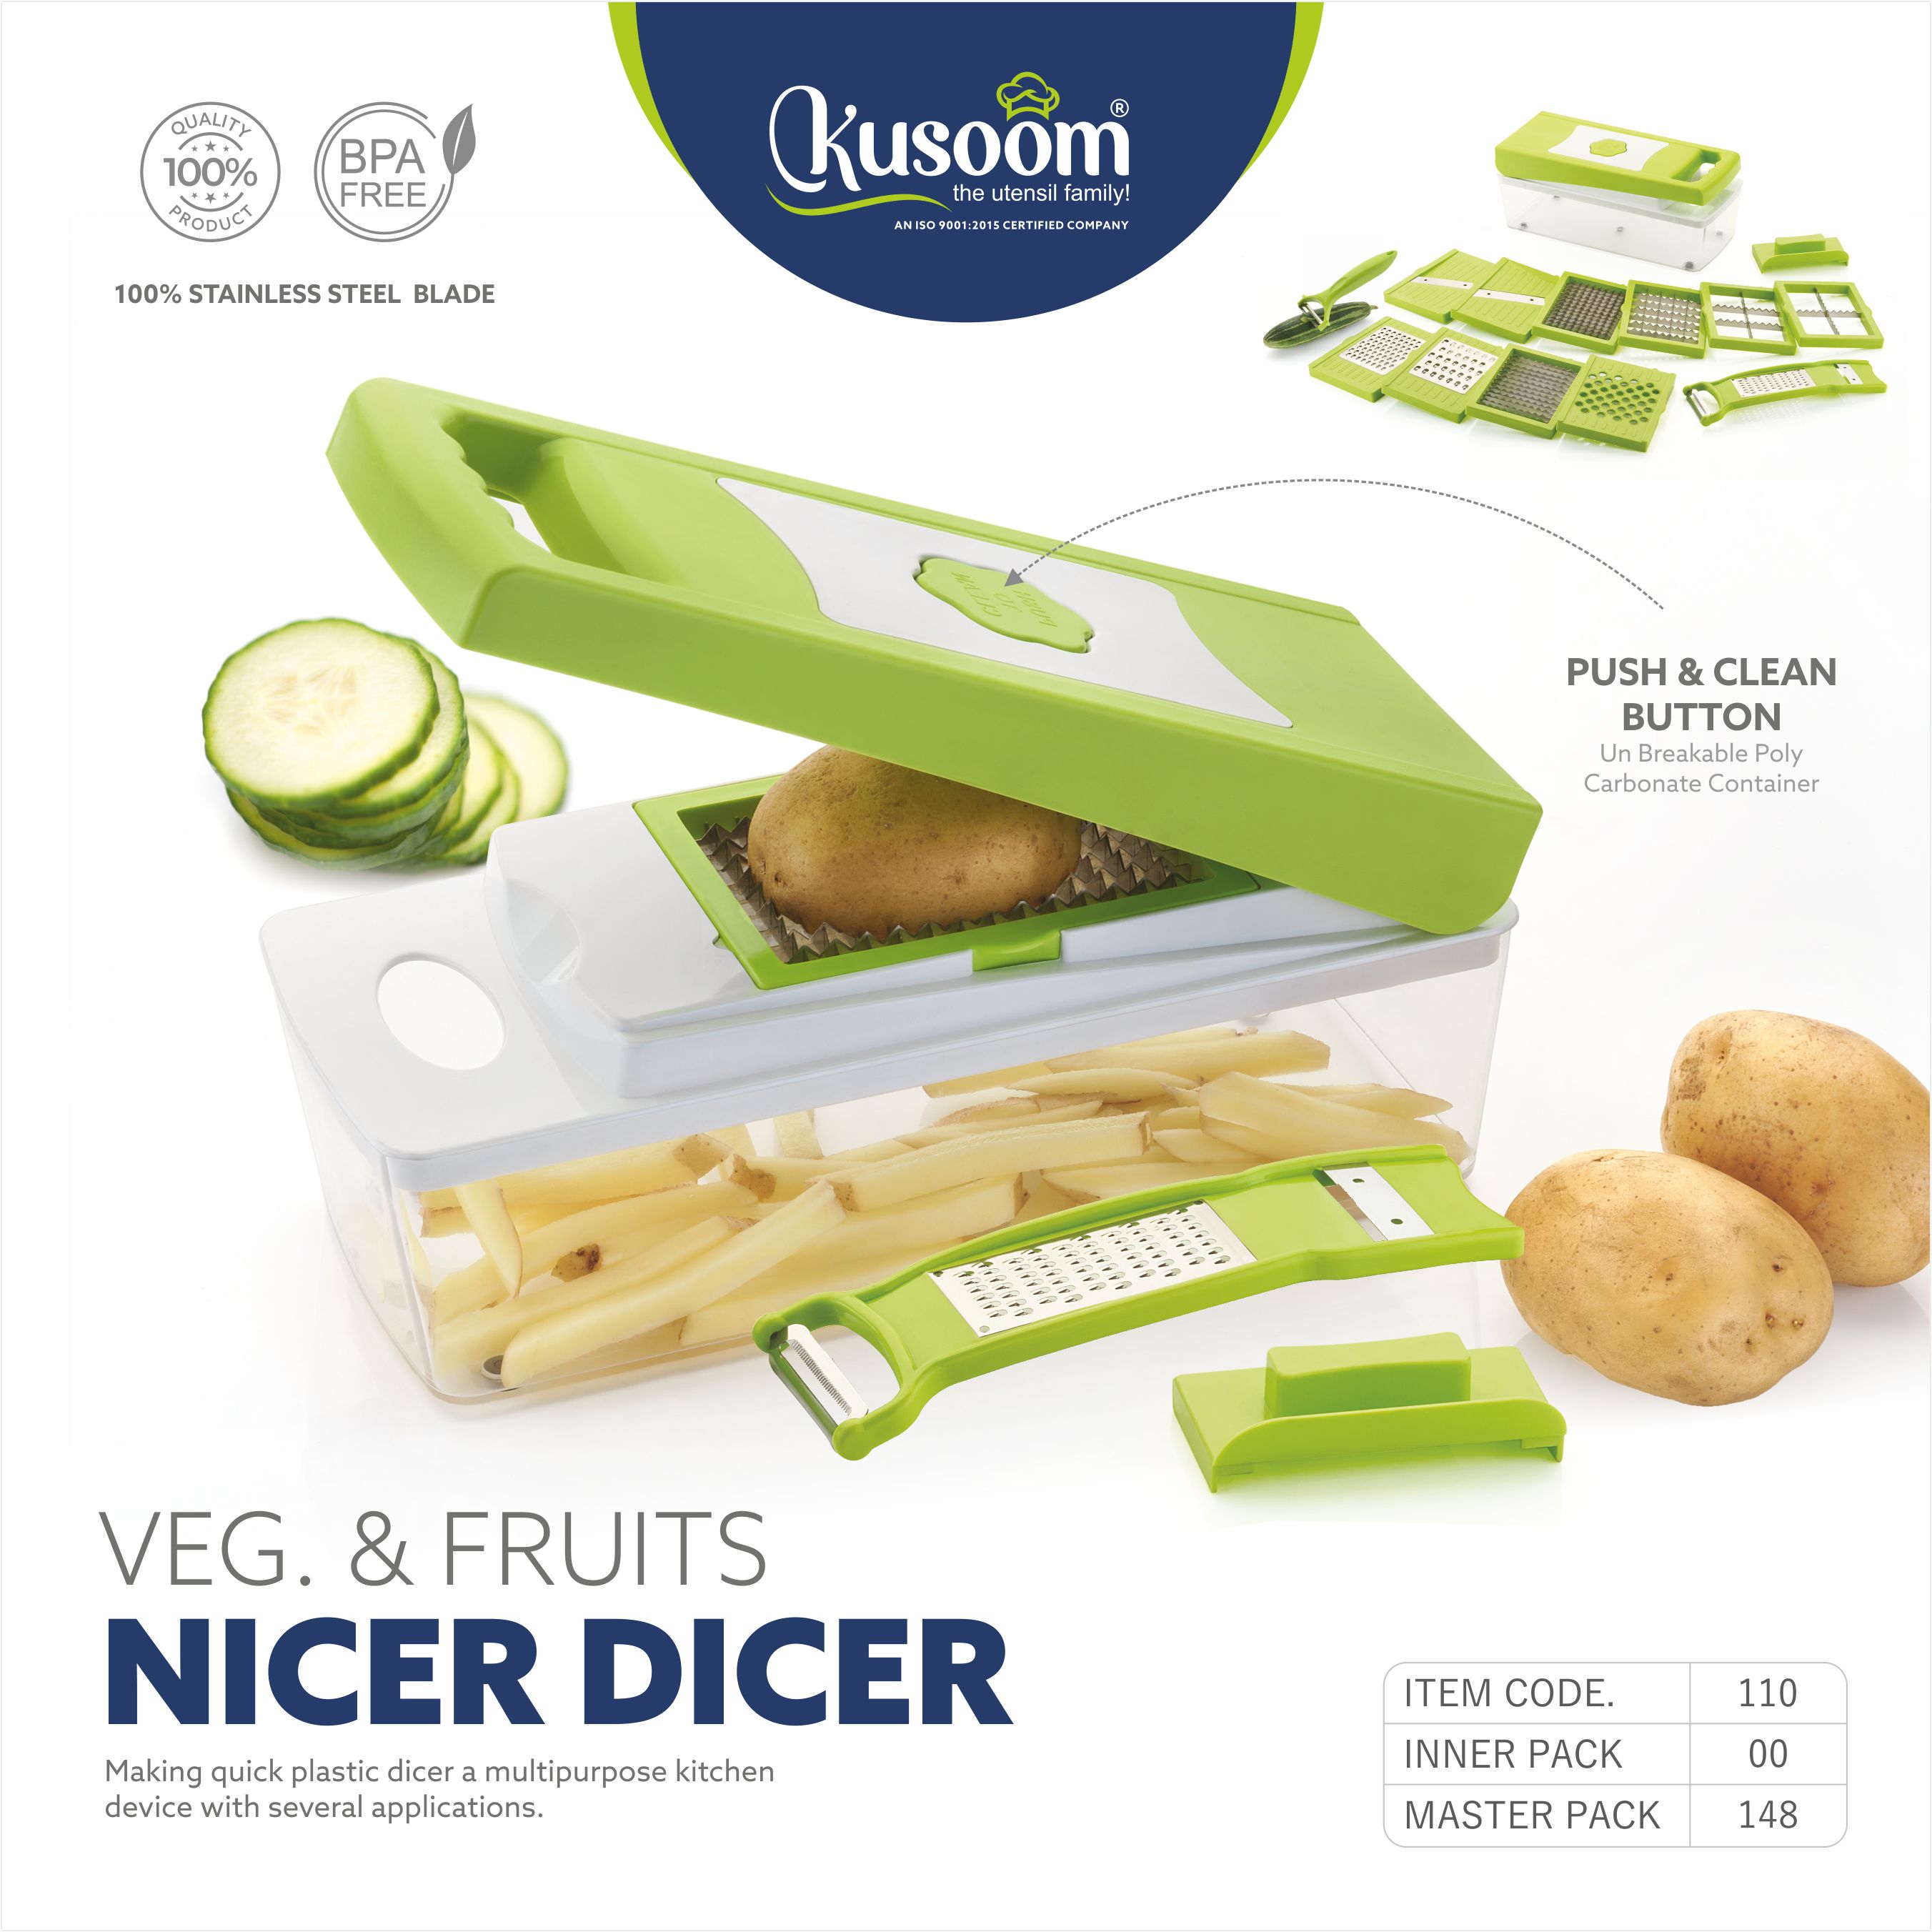 QUALITY
100%
PRODUCT
BPA
FREE
100% STAINLESS STEEL BLADE
Kusoom®
the utensil family!
AN ISO 9001:2015 CERTIFIED COMPANY
PUSH & CLEAN
BUTTON
Un Breakable Poly
Carbonate Container
VEG. & FRUITS
NICER DICER
Making quick plastic dicer a multipurpose kitchen
device with several applications.
ITEM CODE. 110
INNER PACK 00
MASTER PACK 148